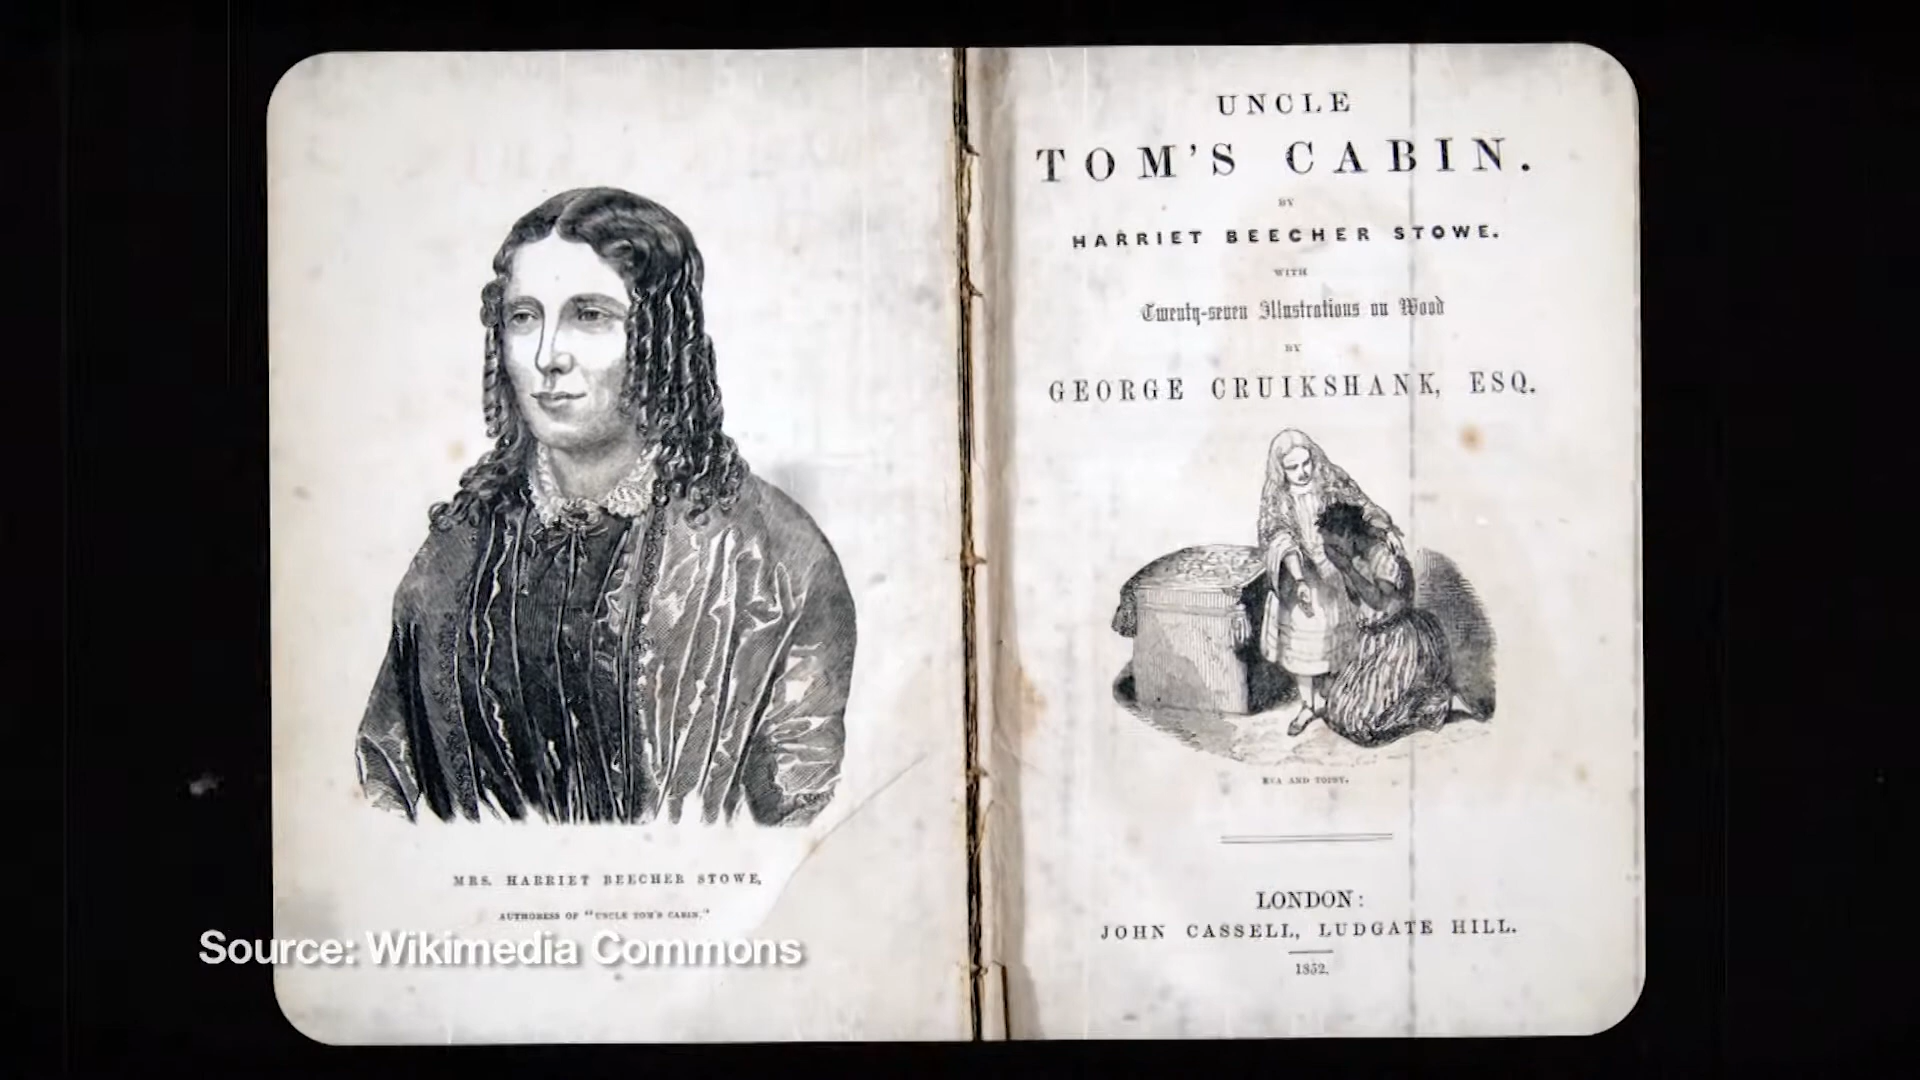 MRS. HARRIET BEECHER STOWE,
AUTHORESS OF "UNCLE TOM'S CABIN."
Source: Wikimedia Commons
UNCLE
TOM'S CABIN.
BY
HARRIET BEECHER STOWE.
WITH
Twenty-seven Illustrations on Wood
BY
GEORGE CRUIKSHANK, ESQ.
EVA AND TOPSY.
LONDON:
JOHN CASSELL, LUDGATE HILL.
1852.